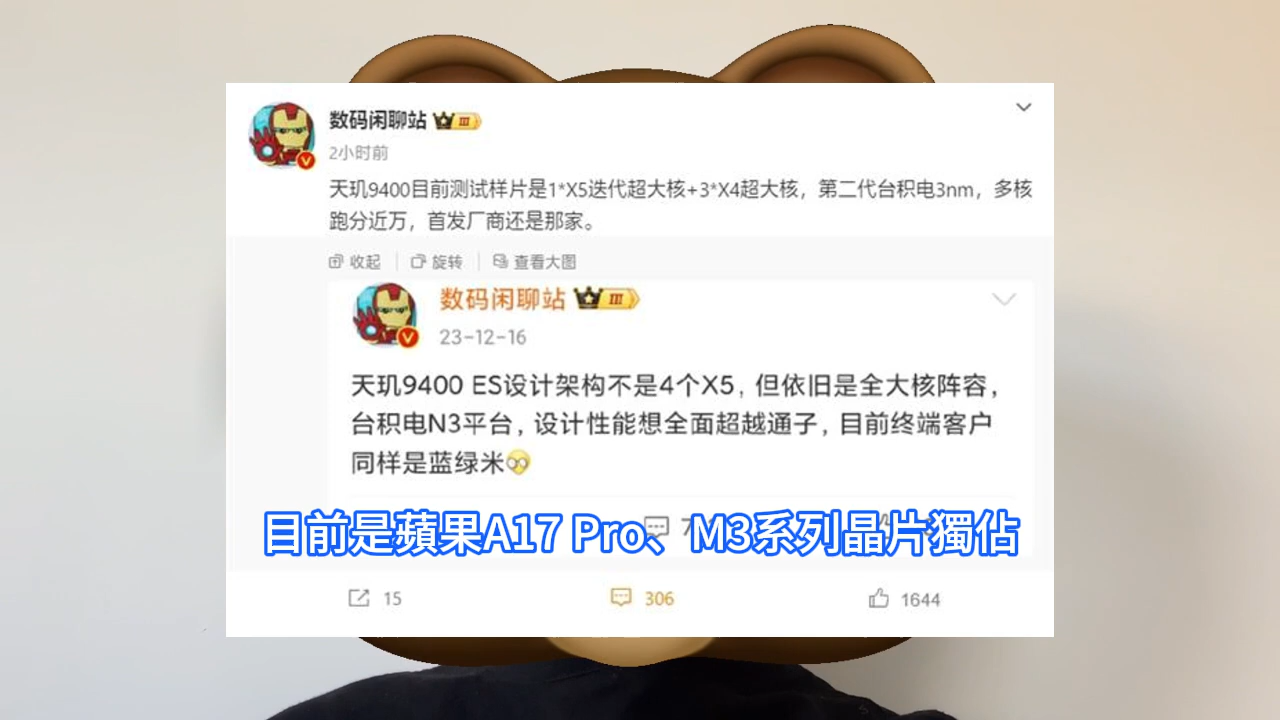 数码闲聊站 III
2小时前
天玑9400目前测试样片是1*X5迭代超大核+3*X4超大核，第二代台积电3nm，多核
跑分近万，首发厂商还是那家。
收起 旋转 查看大图
数码闲聊站 III
23-12-16
天玑9400 ES设计架构不是4个X5，但依旧是全大核阵容，
台积电N3平台，设计性能想全面超越通子，目前终端客户
同样是蓝绿米
目前是蘋果A17 Pro、M3系列晶片獨佔
15 306 1644